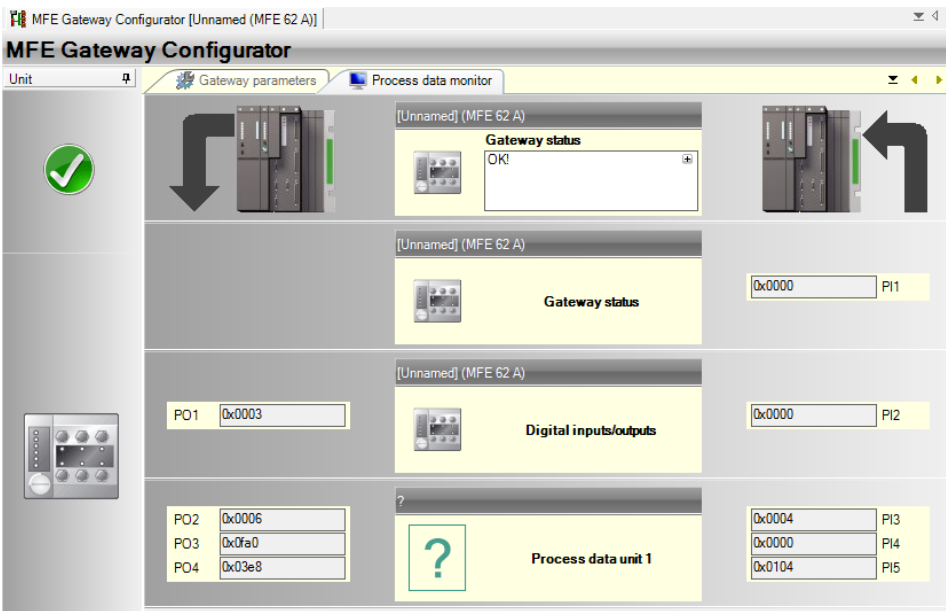 MFE Gateway Configurator [Unnamed (MFE 62 A)]
MFE Gateway Configurator
Unit
Gateway parameters
Process data monitor
[Unnamed] (MFE 62 A)
Gateway status
OK!
[Unnamed] (MFE 62 A)
Gateway status
0x0000 PI1
[Unnamed] (MFE 62 A)
PO1 0x0003
Digital inputs/outputs
0x0000 PI2
?
PO2 0x0006
PO3 0x0fa0
PO4 0x03e8
?
Process data unit 1
0x0004 PI3
0x0000 PI4
0x0104 PI5